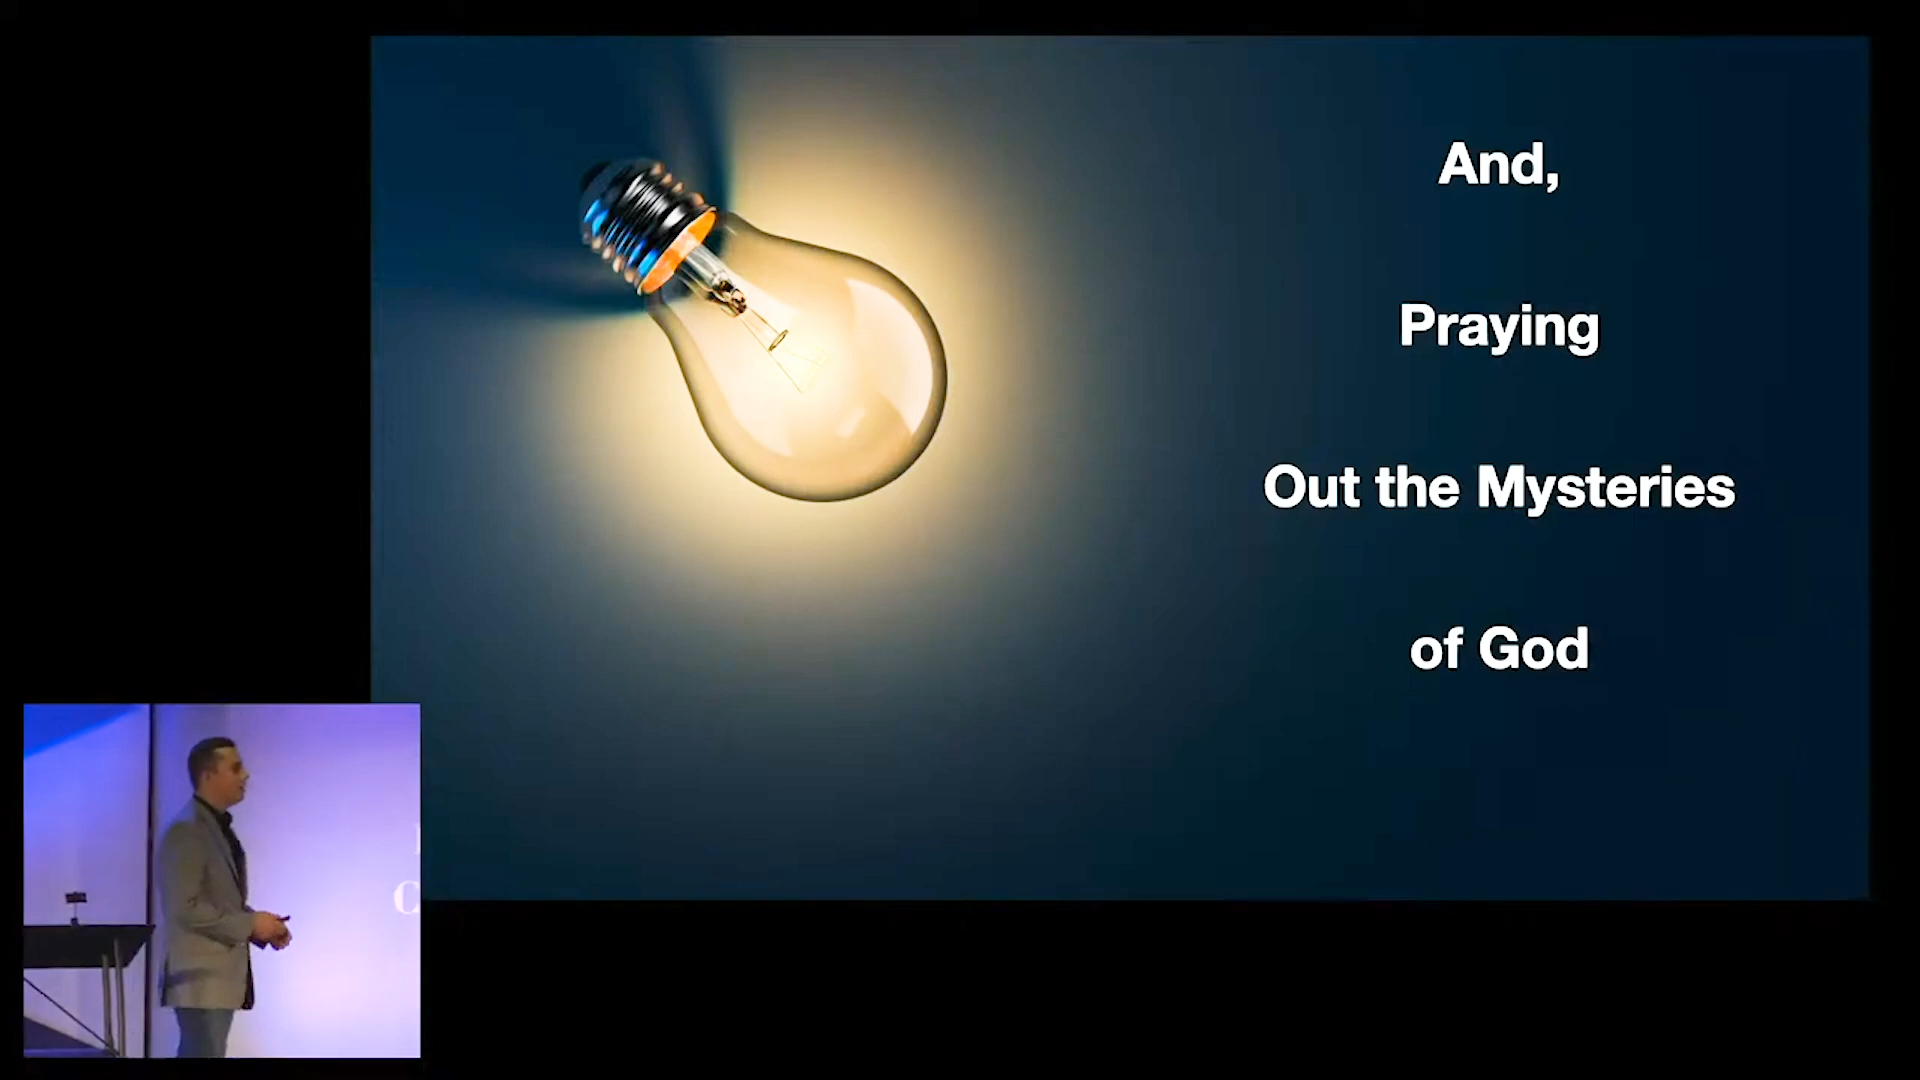 And,
Praying
Out the Mysteries
of God